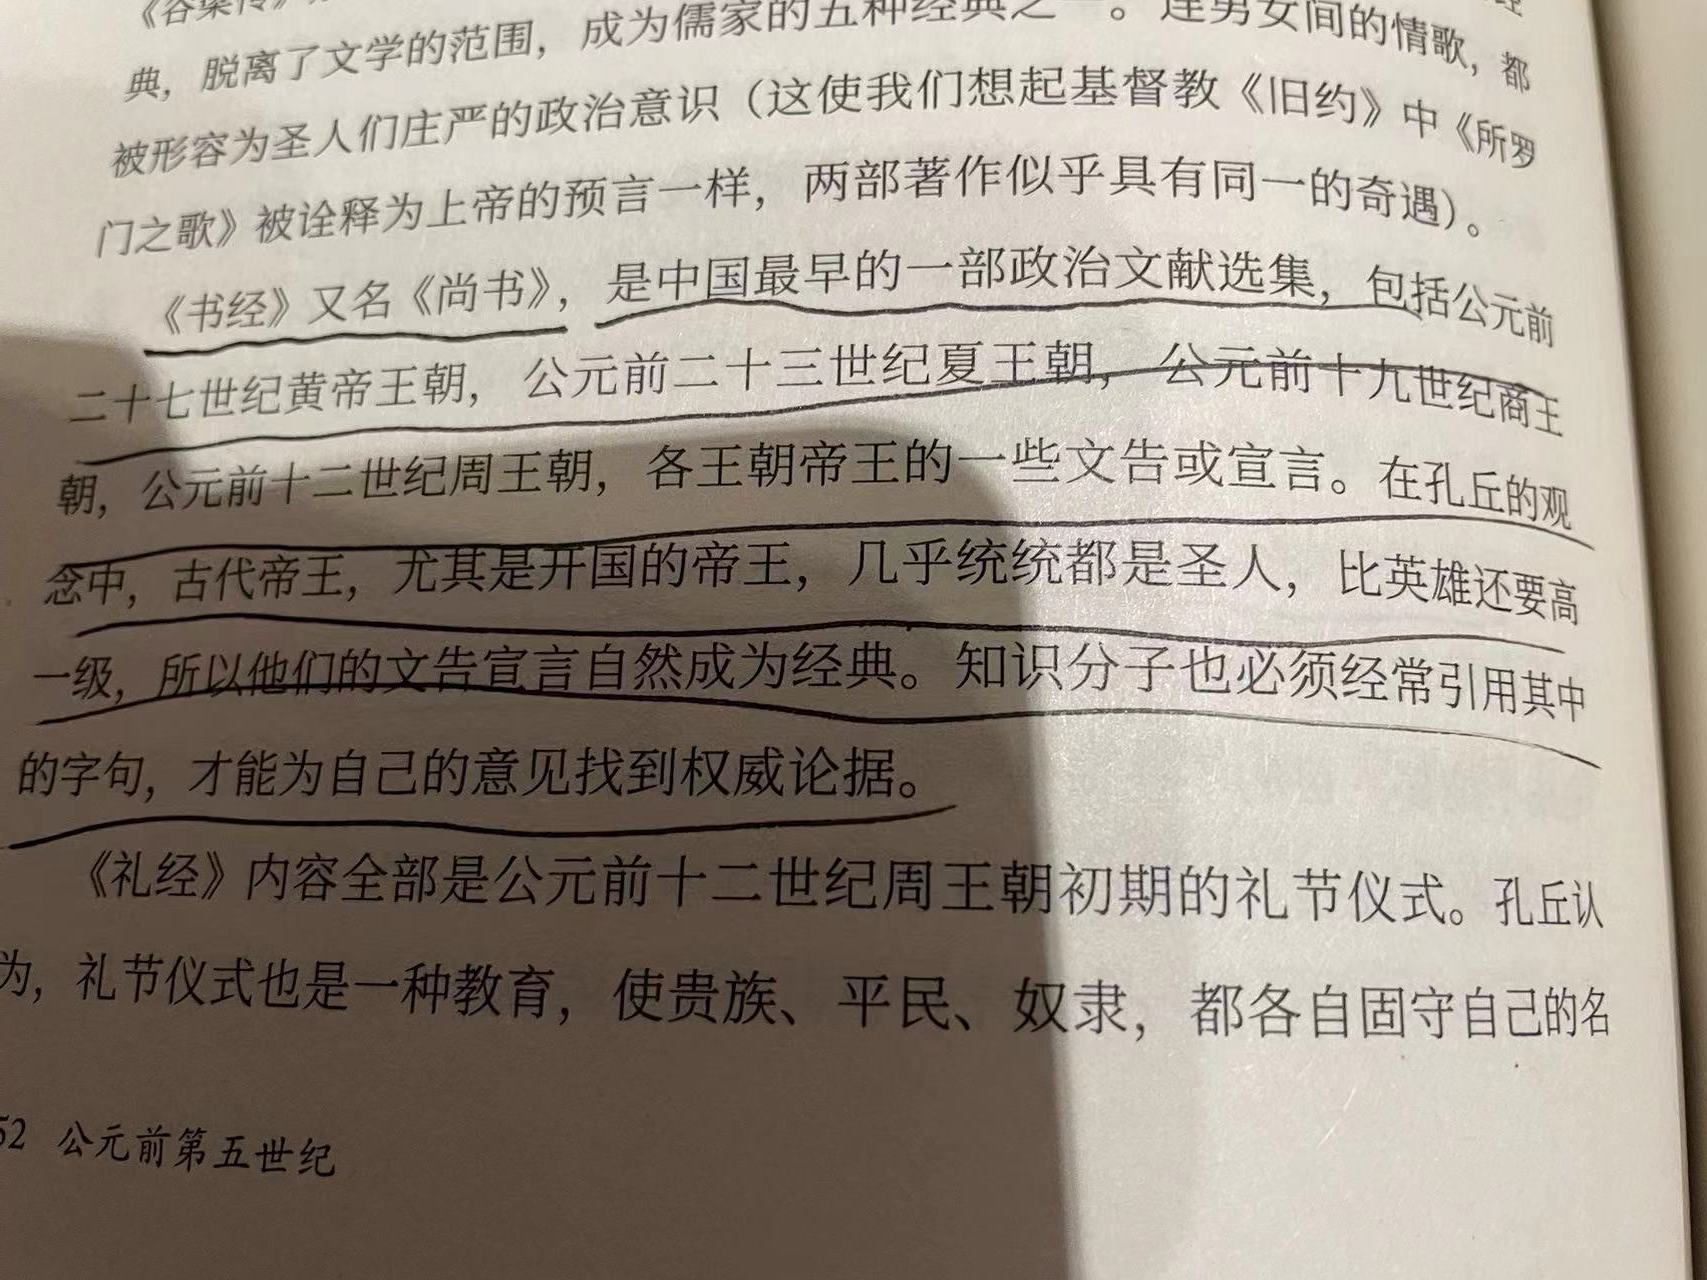 《谷梁传》
典，脱离了文学的范围，成为儒家的五种经典之一。连男女间的情歌，都
被形容为圣人们庄严的政治意识（这使我们想起基督教《旧约》中《所罗
门之歌》被诠释为上帝的预言一样，两部著作似乎具有同一的奇遇）。
《书经》又名《尚书》，是中国最早的一部政治文献选集，包括公元前
二十七世纪黄帝王朝，公元前二十三世纪夏王朝，公元前十九世纪商王
朝，公元前十二世纪周王朝，各王朝帝王的一些文告或宣言。在孔丘的观
念中，古代帝王，尤其是开国的帝王，几乎统统都是圣人，比英雄还要高
一级，所以他们的文告宣言自然成为经典。知识分子也必须经常引用其中
的字句，才能为自己的意见找到权威论据。
《礼经》内容全部是公元前十二世纪周王朝初期的礼节仪式。孔丘认
为，礼节仪式也是一种教育，使贵族、平民、奴隶，都各自固守自己的名
52 公元前第五世纪